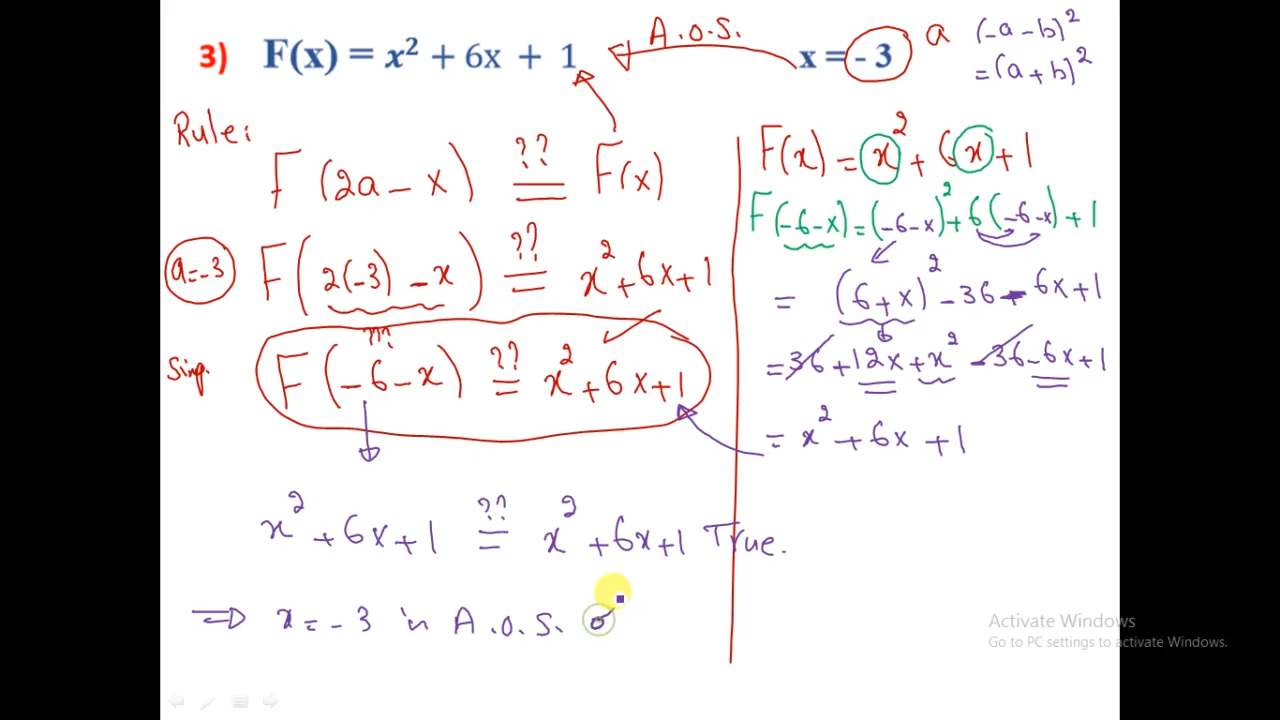 3) F(x) = x² + 6x + 1
A.O.S.
x = - 3
a
(-a-b)²
=(a+b)²
Rule:
F(2a-x) ?? = F(x)
a=-3
F(2(-3)-x) ?? = x²+6x+1
???
Simp.
F(-6-x) ?? = x²+6x+1
x²+6x+1 ?? = x²+6x+1 True.
⇒ x=-3 is A.O.S. o
F(x) = x² + 6x + 1
F(-6-x)=(-6-x)²+6(-6-x)+1
= (6+x)²-36-6x+1
=36+12x+x²-36-6x+1
= x²+6x+1
Activate Windows
Go to PC settings to activate Windows.